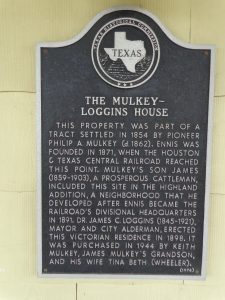 TEXAS HISTORICAL COMMISSION
TEXAS
THE MULKEY-
LOGGINS HOUSE
THIS PROPERTY WAS PART OF A
TRACT SETTLED IN 1854 BY PIONEER
PHILIP A. MULKEY (d.1862). ENNIS WAS
FOUNDED IN 1871, WHEN THE HOUSTON
& TEXAS CENTRAL RAILROAD REACHED
THIS POINT. MULKEY'S SON JAMES
(1859-1903), A PROSPEROUS CATTLEMAN,
INCLUDED THIS SITE IN THE HIGHLAND
ADDITION, A NEIGHBORHOOD THAT HE
DEVELOPED AFTER ENNIS BECAME THE
RAILROAD'S DIVISIONAL HEADQUARTERS
IN 1891. DR. JAMES C. LOGGINS (1845-1921),
MAYOR AND CITY ALDERMAN, ERECTED
THIS VICTORIAN RESIDENCE IN 1898. IT
WAS PURCHASED IN 1944 BY KEITH
MULKEY, JAMES MULKEY'S GRANDSON,
AND HIS WIFE TINA BETH (WHEELER).